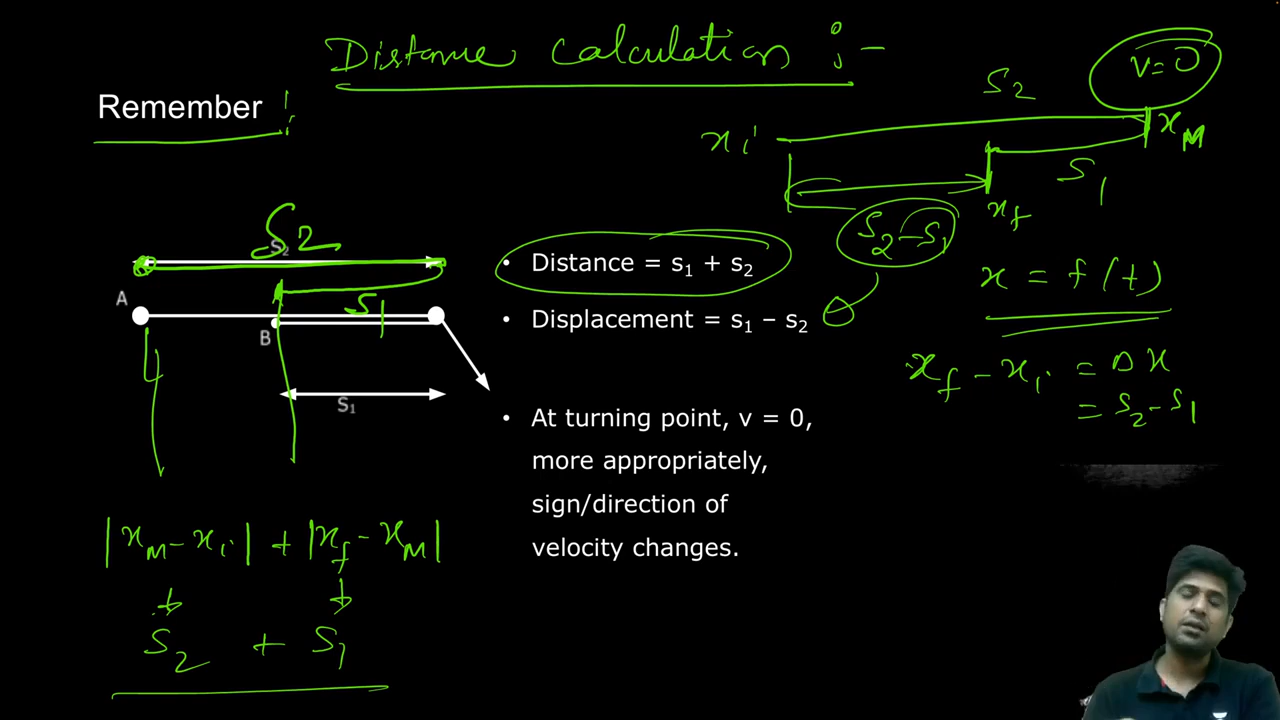 Distance Calculation :-
Remember !
v=0
S2
xi
xM
S1
xf
S2
S2
S2-S1
• Distance = s1 + s2
x = f(t)
A
S1
B
• Displacement = s1 – s2
xf - xi = Δx
= S2-S1
S1
• At turning point, v = 0,
more appropriately,
sign/direction of
velocity changes.
|xM-xi| + |xf-xM|
S2 + S1